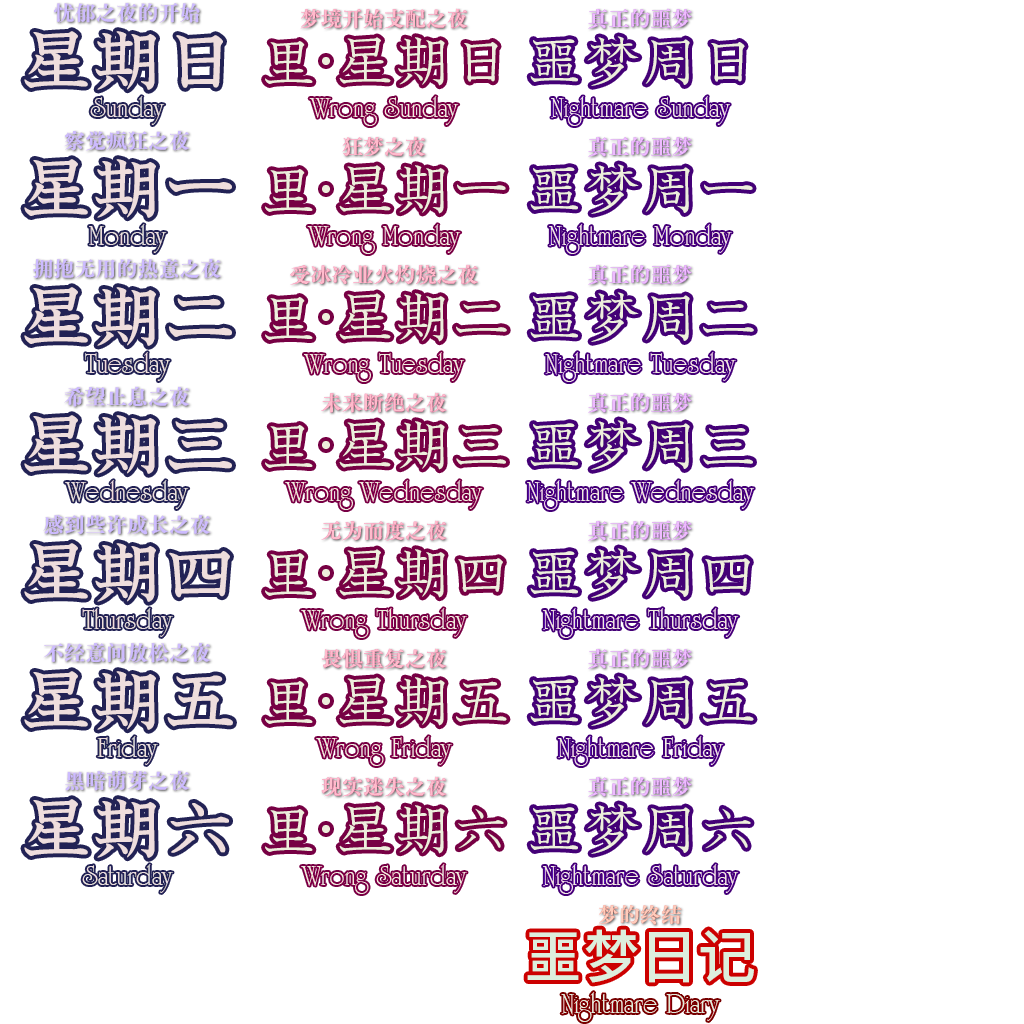 忧郁之夜的开始
星期日
Sunday
梦境开始支配之夜
里·星期日
Wrong Sunday
真正的噩梦
噩梦周日
Nightmare Sunday
察觉疯狂之夜
星期一
Monday
狂梦之夜
里·星期一
Wrong Monday
真正的噩梦
噩梦周一
Nightmare Monday
拥抱无用的热意之夜
星期二
Tuesday
受冰冷业火灼烧之夜
里·星期二
Wrong Tuesday
真正的噩梦
噩梦周二
Nightmare Tuesday
希望止息之夜
星期三
Wednesday
未来断绝之夜
里·星期三
Wrong Wednesday
真正的噩梦
噩梦周三
Nightmare Wednesday
感到些许成长之夜
星期四
Thursday
无为而度之夜
里·星期四
Wrong Thursday
真正的噩梦
噩梦周四
Nightmare Thursday
不经意间放松之夜
星期五
Friday
畏惧重复之夜
里·星期五
Wrong Friday
真正的噩梦
噩梦周五
Nightmare Friday
黑暗萌芽之夜
星期六
Saturday
现实迷失之夜
里·星期六
Wrong Saturday
真正的噩梦
噩梦周六
Nightmare Saturday
梦的终结
噩梦日记
Nightmare Diary